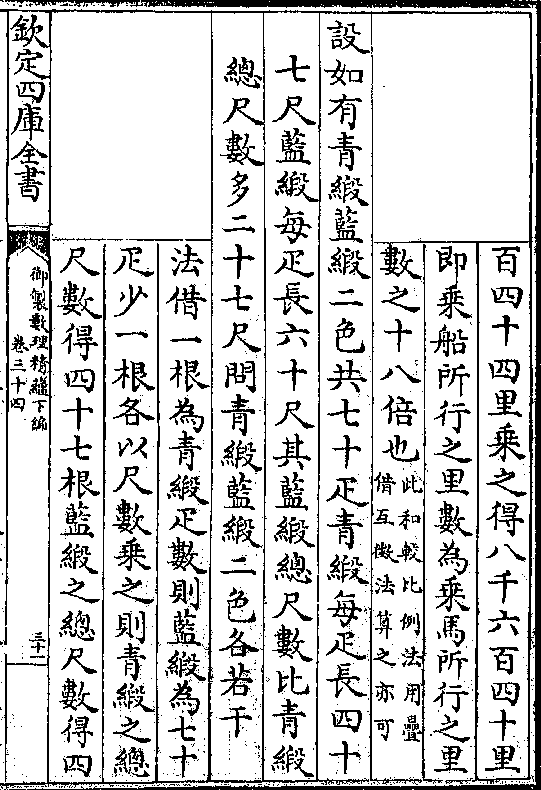 百四十四里乘之得八千六百四十里
即乘船所行之里數為乘馬所行之里
數之十八倍也此和較比例法用疊
借互徵法算之亦可
設如有青緞藍緞二色共七十疋青緞每疋長四十
七尺藍緞每疋長六十尺其藍緞總尺數比青緞
總尺數多二十七尺問青緞藍緞二色各若干
法借一根為青緞疋數則藍緞為七十
疋少一根各以尺數乘之則青緞之總
尺數得四十七根藍緞之總尺數得四
欽定四庫全書
御製數理精蘊下編
卷三十四
三十一